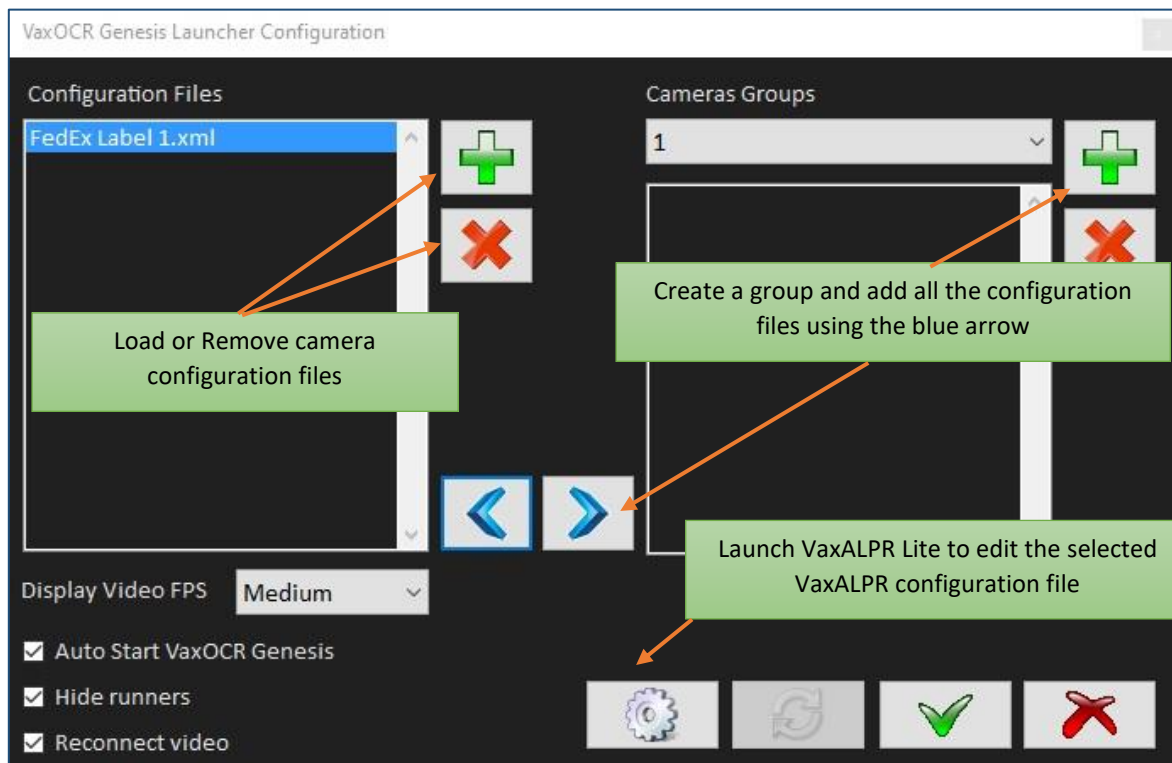 VaxOCR Genesis Launcher Configuration
Configuration Files
Cameras Groups
FedEx Label 1.xml
1
Load or Remove camera
configuration files
Create a group and add all the configuration
files using the blue arrow
Launch VaxALPR Lite to edit the selected
VaxALPR configuration file
Display Video FPS
Medium
Auto Start VaxOCR Genesis
Hide runners
Reconnect video